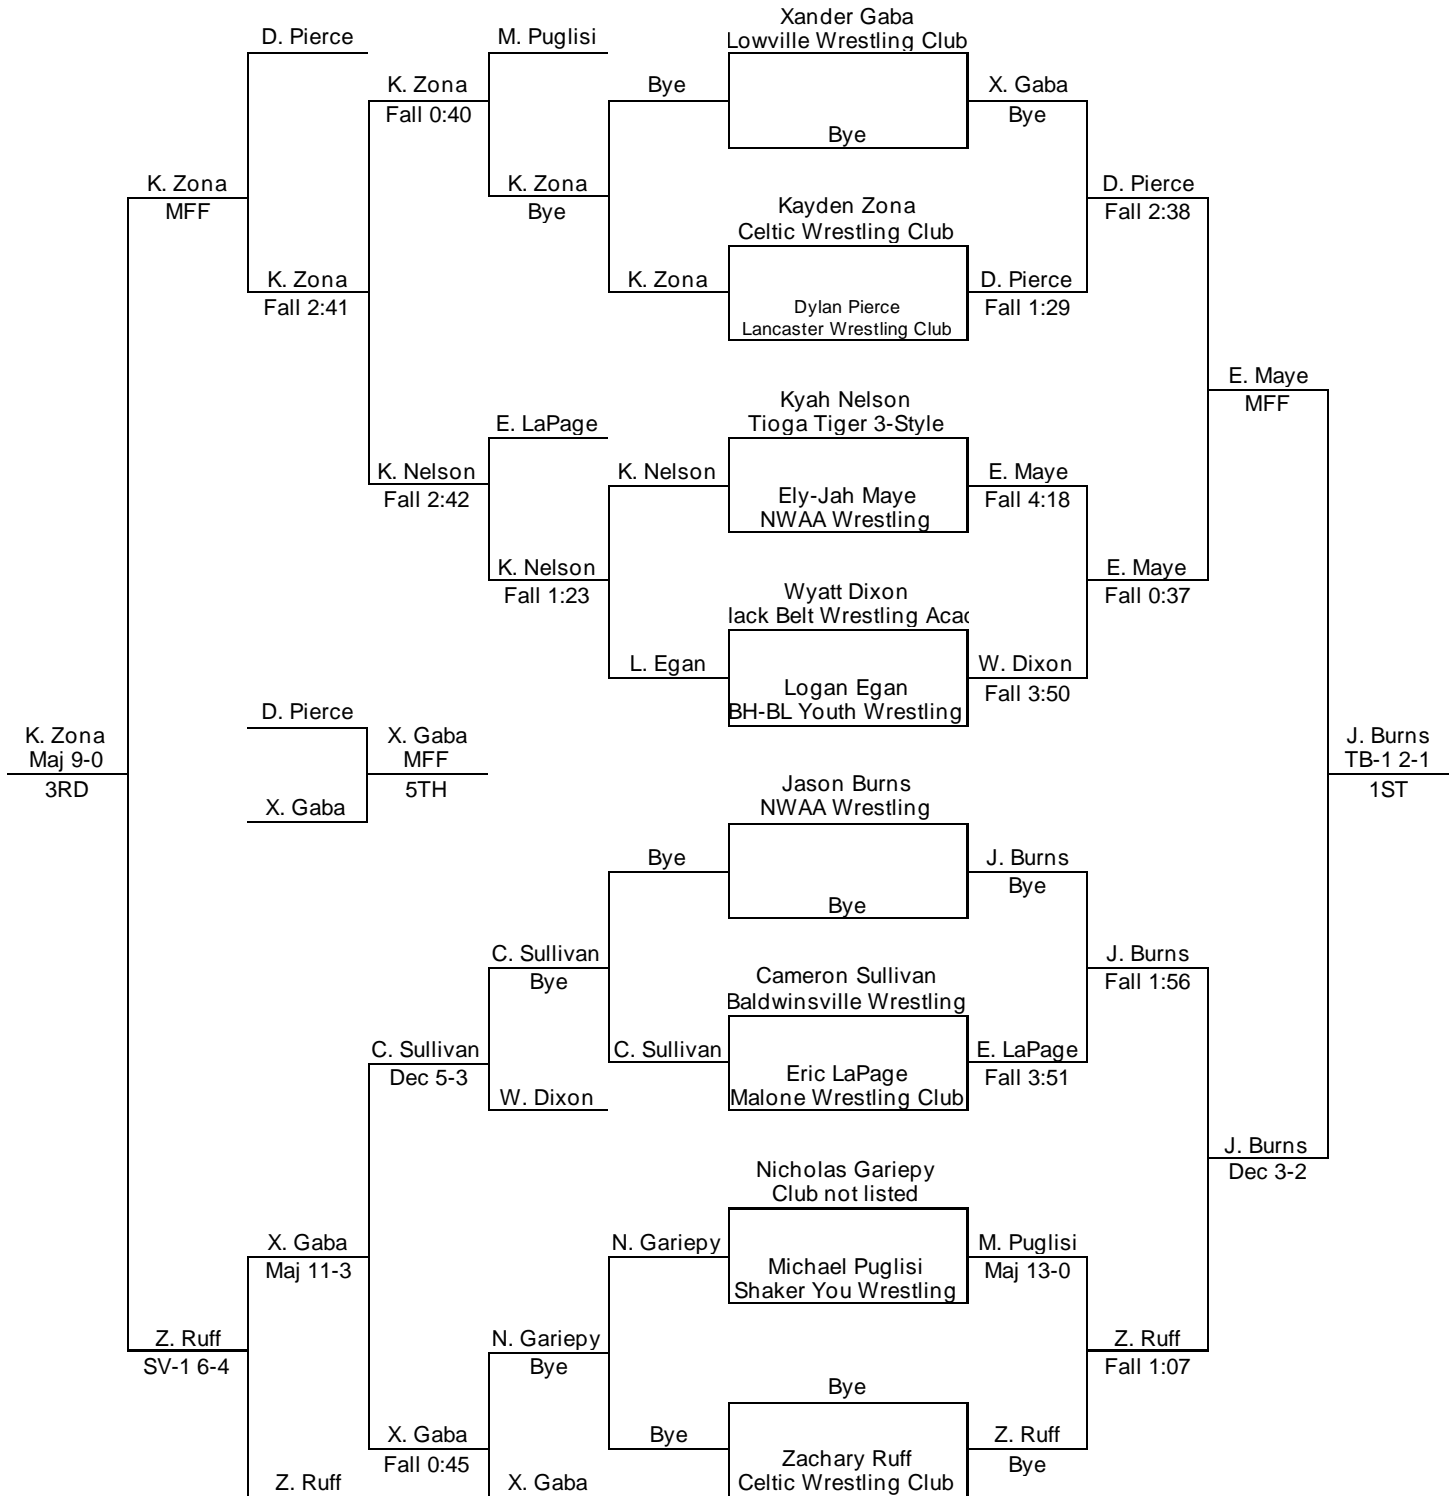 Xander Gaba
D. Pierce
M. Puglisi
Lowville Wrestling Club
K. Zona
Bye
X. Gaba
Fall 0:40
Bye
Bye
K. Zona
K. Zona
D. Pierce
MFF
Bye
Kayden Zona
Fall 2:38
Celtic Wrestling Club
K. Zona
K. Zona
D. Pierce
Fall 2:41
Dylan Pierce
Fall 1:29
Lancaster Wrestling Club
E. Maye
Kyah Nelson
MFF
E. LaPage
Tioga Tiger 3-Style
K. Nelson
K. Nelson
E. Maye
Fall 2:42
Ely-Jah Maye
Fall 4:18
NWAA Wrestling
K. Nelson
E. Maye
Fall 1:23
Wyatt Dixon
Fall 0:37
lack Belt Wrestling Acad
L. Egan
W. Dixon
Logan Egan
Fall 3:50
D. Pierce
BH-BL Youth Wrestling
K. Zona
X. Gaba
J. Burns
Maj 9-0
MFF
TB-1 2-1
3RD
5TH
Jason Burns
1ST
X. Gaba
NWAA Wrestling
Bye
J. Burns
Bye
Bye
C. Sullivan
J. Burns
Bye
Cameron Sullivan
Fall 1:56
Baldwinsville Wrestling
C. Sullivan
C. Sullivan
E. LaPage
Dec 5-3
Eric LaPage
Fall 3:51
W. Dixon
Malone Wrestling Club
J. Burns
Nicholas Gariepy
Dec 3-2
Club not listed
X. Gaba
N. Gariepy
M. Puglisi
Maj 11-3
Michael Puglisi
Maj 13-0
Shaker You Wrestling
Z. Ruff
N. Gariepy
Z. Ruff
SV-1 6-4
Bye
Fall 1:07
Bye
X. Gaba
Bye
Z. Ruff
Fall 0:45
Zachary Ruff
Bye
Z. Ruff
X. Gaba
Celtic Wrestling Club